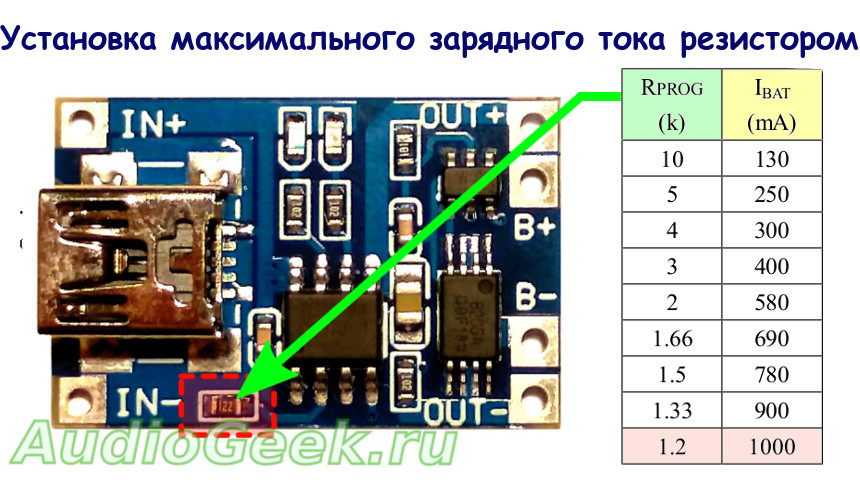 Установка максимального зарядного тока резистором
RPROG (k) IBAT (mA)
10 130
5 250
4 300
3 400
2 580
1.66 690
1.5 780
1.33 900
1.2 1000
IN+
OUT+
B+
B-
IN-
122
OUT-
AudioGeek.ru